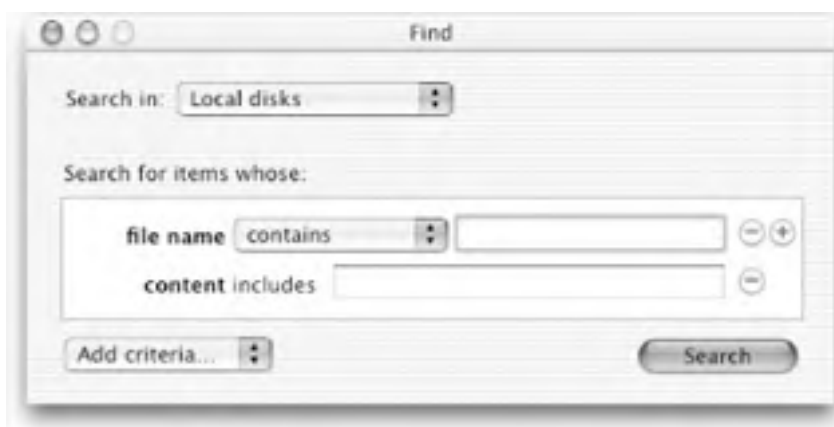 Find
Search in: Local disks
Search for items whose:
file name contains
content includes
Add criteria... Search